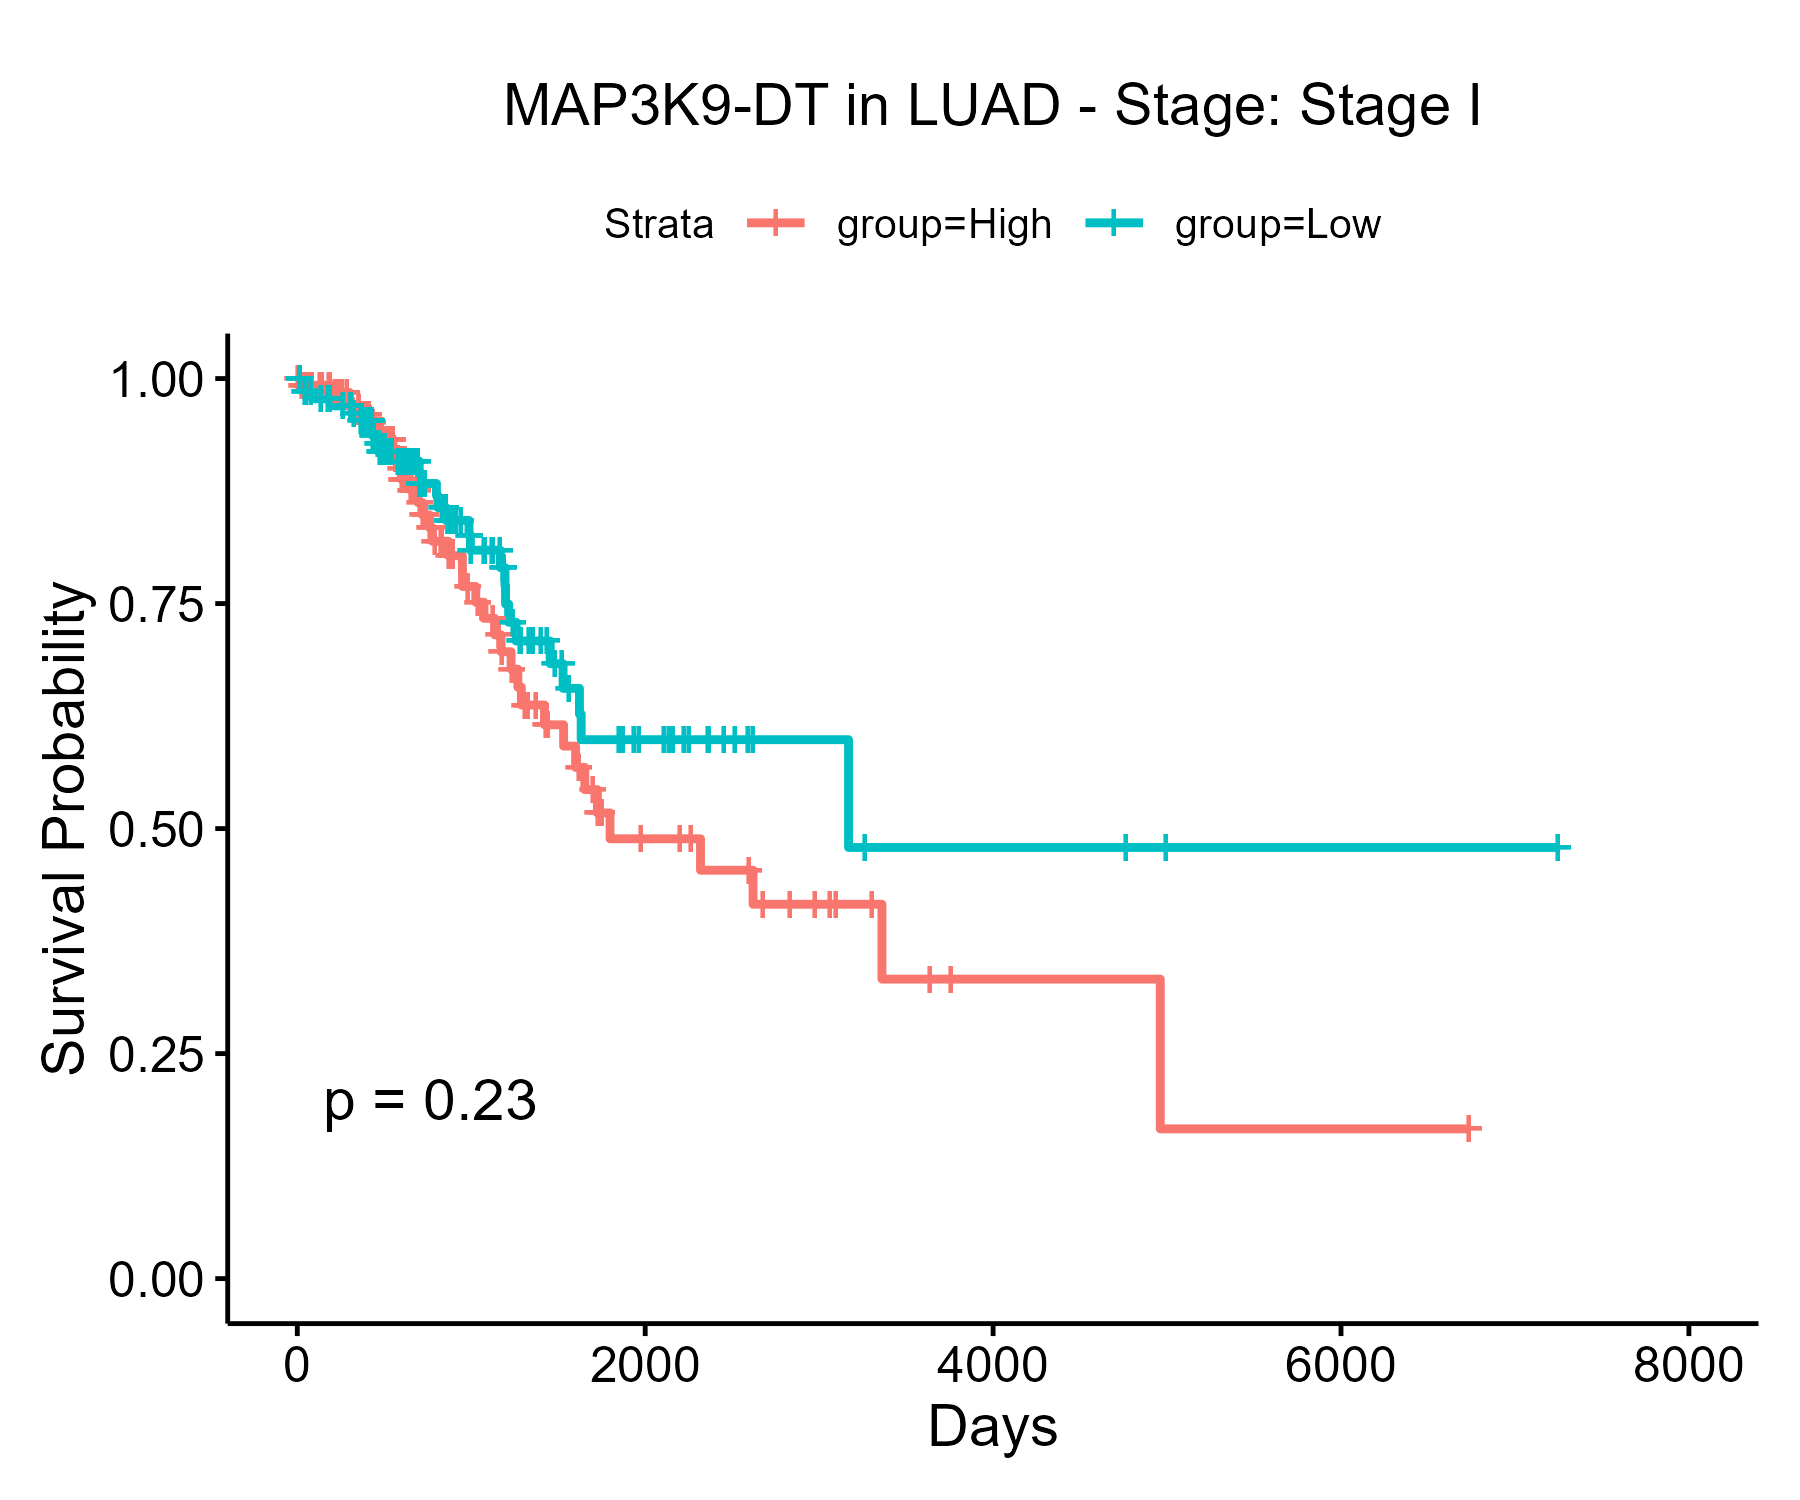 MAP3K9-DT in LUAD - Stage: Stage I
Strata group=High group=Low
Survival Probability
1.00
0.75
0.50
0.25
0.00
p = 0.23
0 2000 4000 6000 8000
Days